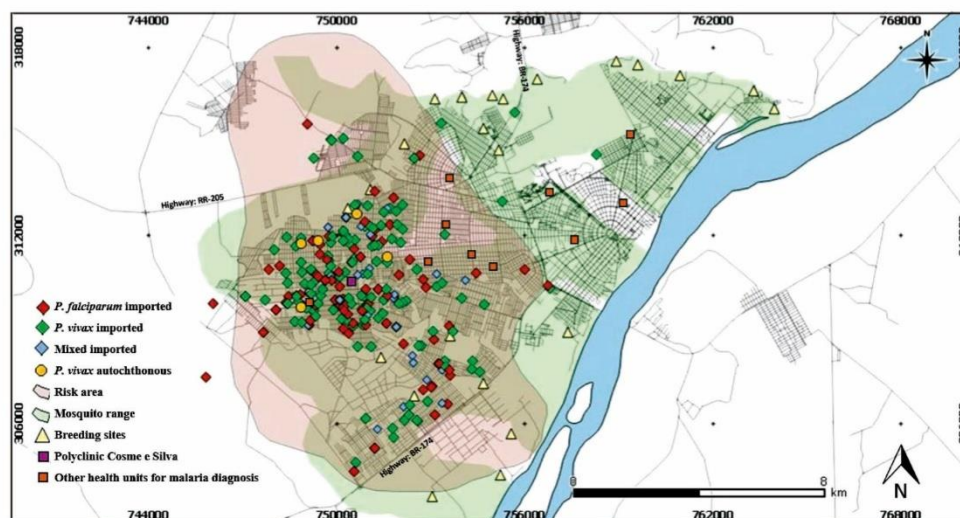 744000 750000 756000 762000 768000
318000
N
Highway: BR-174
Highway: RR-205
312000
P. falciparum imported
P. vivax imported
Mixed imported
P. vivax autochthonous
Risk area
Mosquito range
Breeding sites
Polyclinic Cosme e Silva
Other health units for malaria diagnosis
306000
Highway: BR-174
N
0 8
km
744000 750000 756000 762000 768000